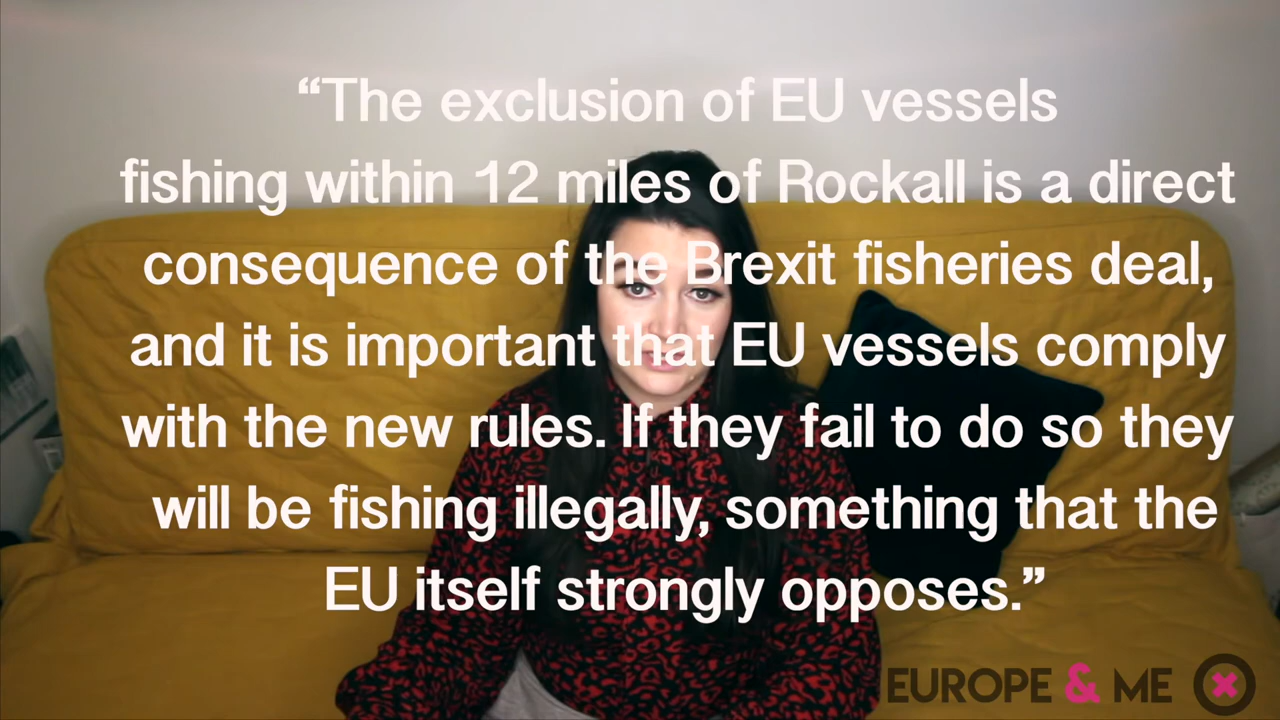 “The exclusion of EU vessels
fishing within 12 miles of Rockall is a direct
consequence of the Brexit fisheries deal,
and it is important that EU vessels comply
with the new rules. If they fail to do so they
will be fishing illegally, something that the
EU itself strongly opposes.”
EUROPE & ME